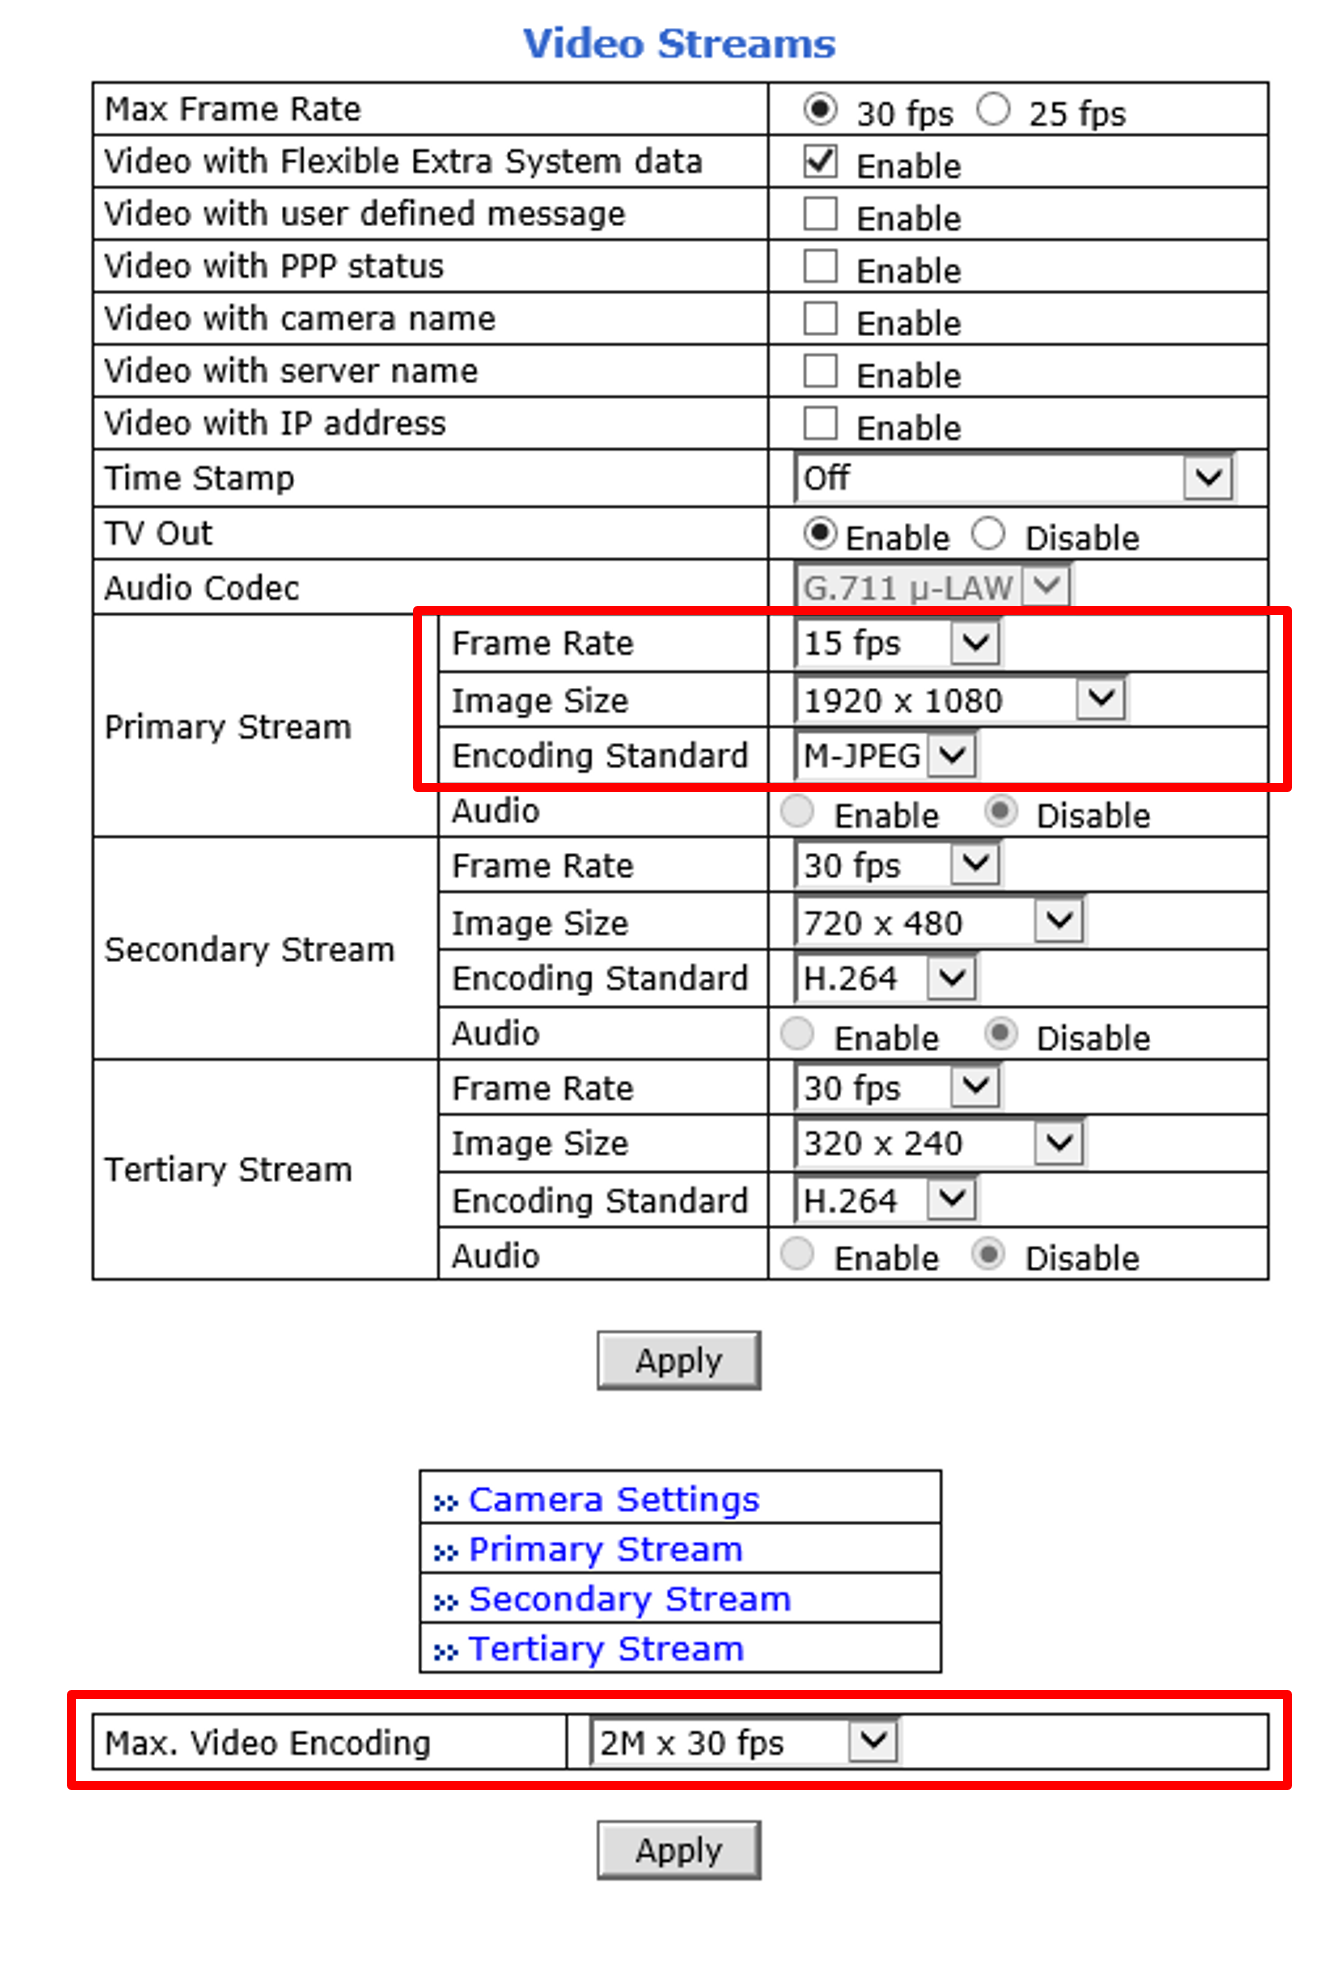 Video Streams
Max Frame Rate 30 fps 25 fps
Video with Flexible Extra System data Enable
Video with user defined message Enable
Video with PPP status Enable
Video with camera name Enable
Video with server name Enable
Video with IP address Enable
Time Stamp Off
TV Out Enable Disable
Audio Codec G.711 μ-LAW
Primary Stream
Frame Rate 15 fps
Image Size 1920 x 1080
Encoding Standard M-JPEG
Audio Enable Disable
Secondary Stream
Frame Rate 30 fps
Image Size 720 x 480
Encoding Standard H.264
Audio Enable Disable
Tertiary Stream
Frame Rate 30 fps
Image Size 320 x 240
Encoding Standard H.264
Audio Enable Disable
Apply
Camera Settings
Primary Stream
Secondary Stream
Tertiary Stream
Max. Video Encoding 2M x 30 fps
Apply